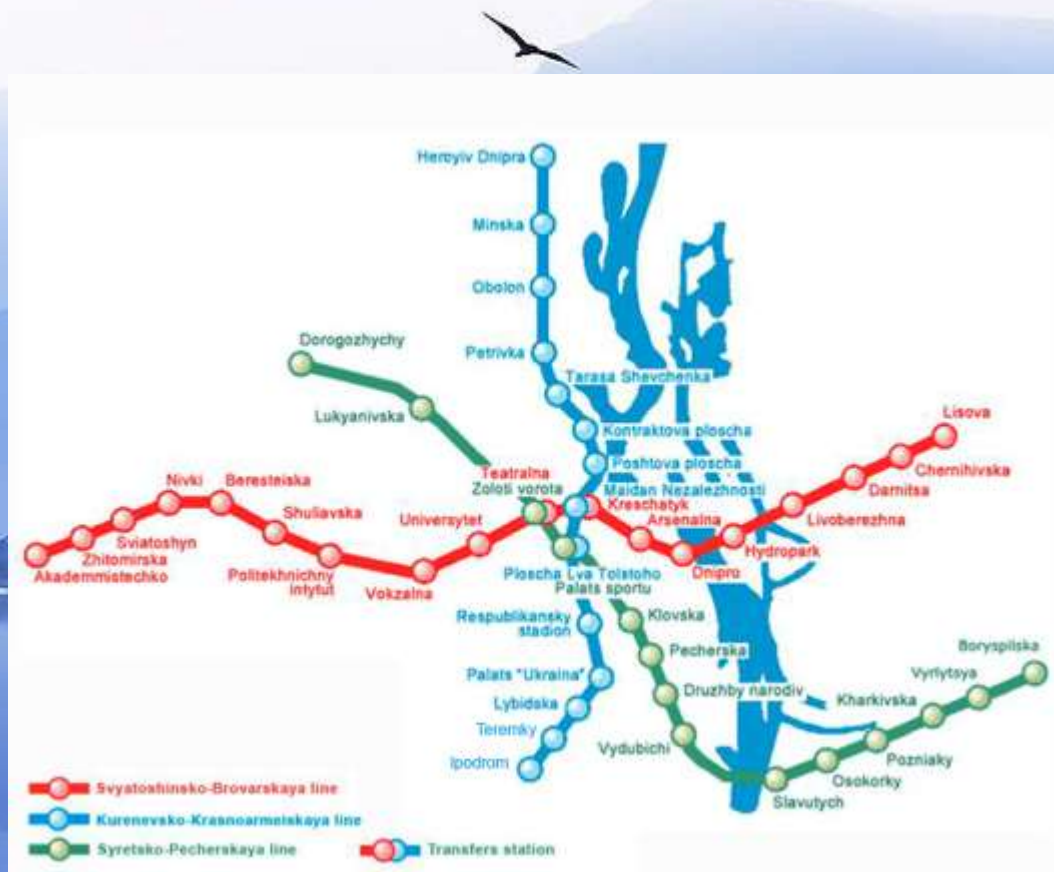 Heroyiv Dnipra
Minska
Obolon
Petrivka
Tarasa Shevchenka
Kontraktova ploscha
Poshtova ploscha
Maidan Nezalezhnosti
Dorogozhychy
Lukyanivska
Teatralna
Zoloti vorota
Kreschatyk
Arsenalna
Dnipro
Hydropark
Livoberezhna
Darnitsa
Chernihivska
Lisova
Nivki
Beresteiska
Shuliavska
Universytet
Sviatoshyn
Zhitomirska
Akademmistechko
Politekhnichny
intytut
Vokzalna
Ploscha Lva Tolstoho
Palats sportu
Respublikansky
stadion
Klovska
Pecherska
Palats "Ukraina"
Lybidska
Druzhby narodiv
Teremky
Ipodrom
Vydubichi
Boryspilska
Vyrlytsya
Kharkivska
Pozniaky
Osokorky
Slavutych
Svyatoshinsko-Brovarskaya line
Kurenevsko-Krasnoarmeiskaya line
Syretsko-Pecherskaya line
Transfers station